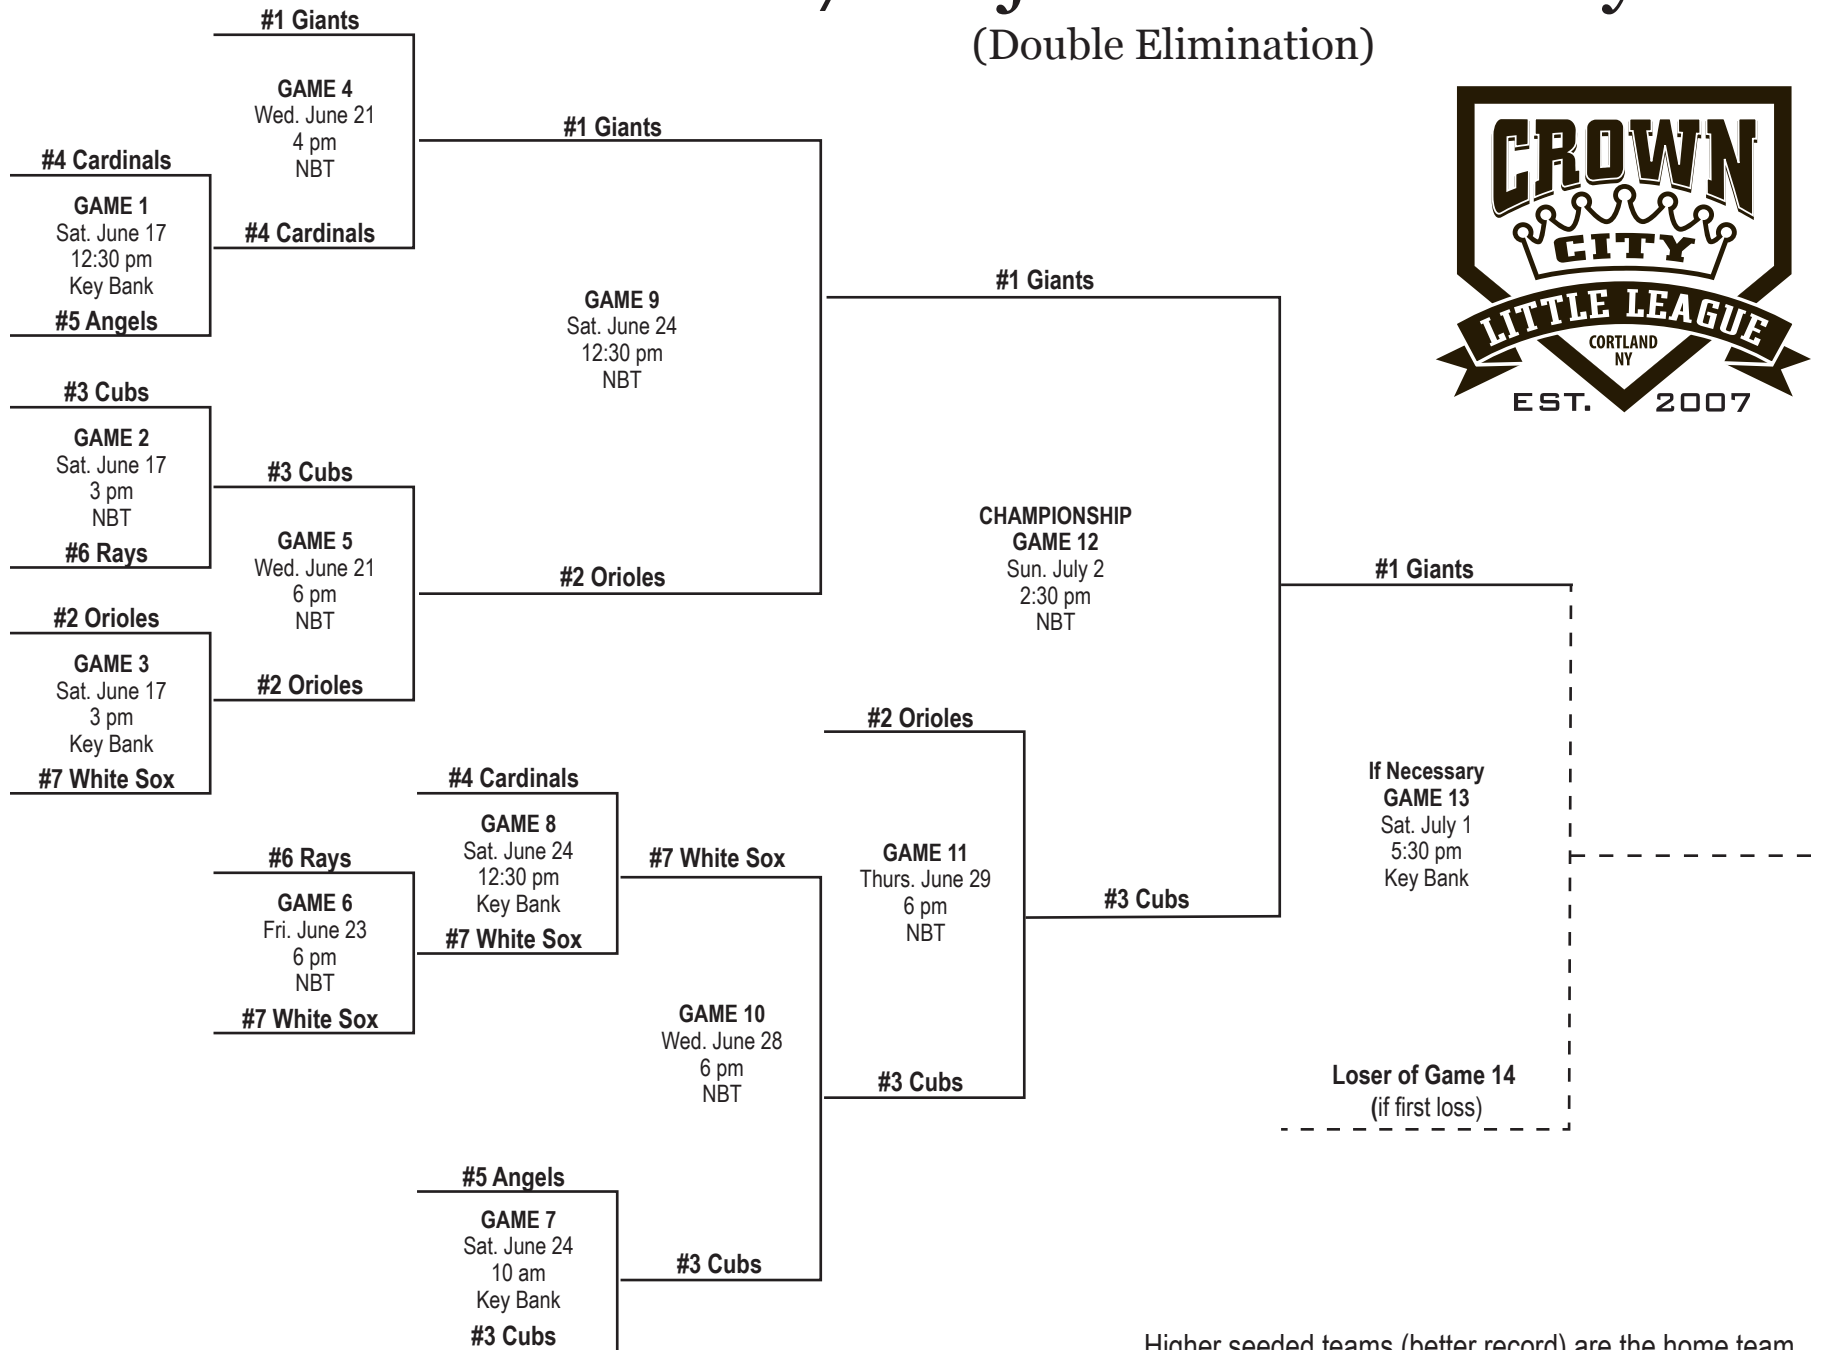 (Double Elimination)
#1 Giants
GAME 4
Wed. June 21
4 pm
NBT
#4 Cardinals
#4 Cardinals
GAME 1
Sat. June 17
12:30 pm
Key Bank
#5 Angels
#1 Giants
GAME 9
Sat. June 24
12:30 pm
NBT
#3 Cubs
GAME 2
Sat. June 17
3 pm
NBT
#6 Rays
#3 Cubs
GAME 5
Wed. June 21
6 pm
NBT
#2 Orioles
#2 Orioles
#2 Orioles
GAME 3
Sat. June 17
3 pm
Key Bank
#7 White Sox
#1 Giants
CHAMPIONSHIP
GAME 12
Sun. July 2
2:30 pm
NBT
#3 Cubs
CROWN
CITY
LITTLE LEAGUE
CORTLAND
NY
EST. 2007
#1 Giants
If Necessary
GAME 13
Sat. July 1
5:30 pm
Key Bank
Loser of Game 14
(if first loss)
#2 Orioles
GAME 11
Thurs. June 29
6 pm
NBT
#3 Cubs
#4 Cardinals
GAME 8
Sat. June 24
12:30 pm
Key Bank
#7 White Sox
#6 Rays
GAME 6
Fri. June 23
6 pm
NBT
#7 White Sox
#7 White Sox
GAME 10
Wed. June 28
6 pm
NBT
#3 Cubs
#5 Angels
GAME 7
Sat. June 24
10 am
Key Bank
#3 Cubs
Higher seeded teams (better record) are the home team